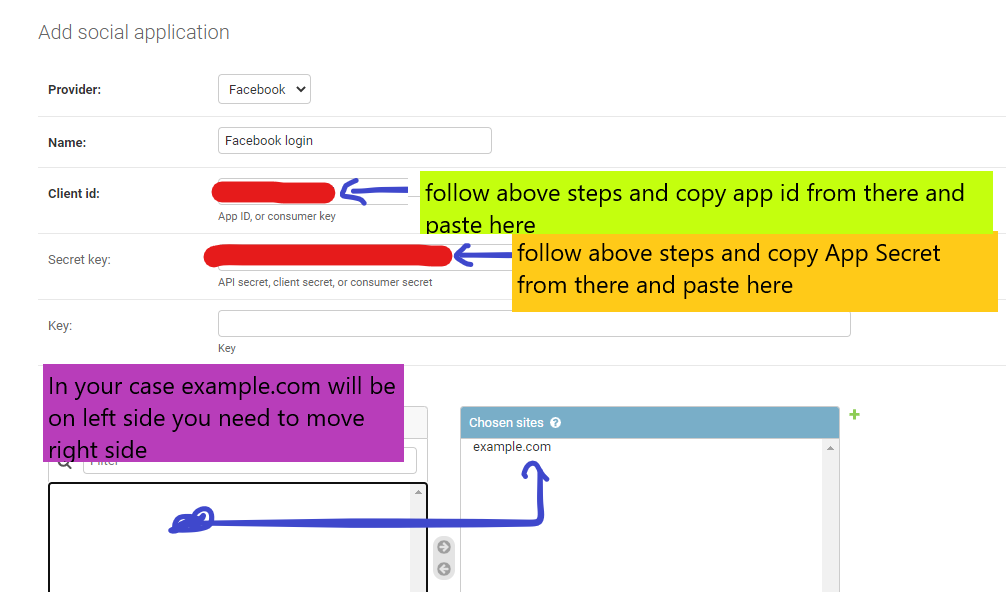 Add social application
Provider:
Facebook
Name:
Facebook login
Client id:
follow above steps and copy app id from there and
paste here
App ID, or consumer key
Secret key:
follow above steps and copy App Secret
from there and paste here
API secret, client secret, or consumer secret
Key:
Key
In your case example.com will be
on left side you need to move
right side
Filter
Chosen sites ?
example.com